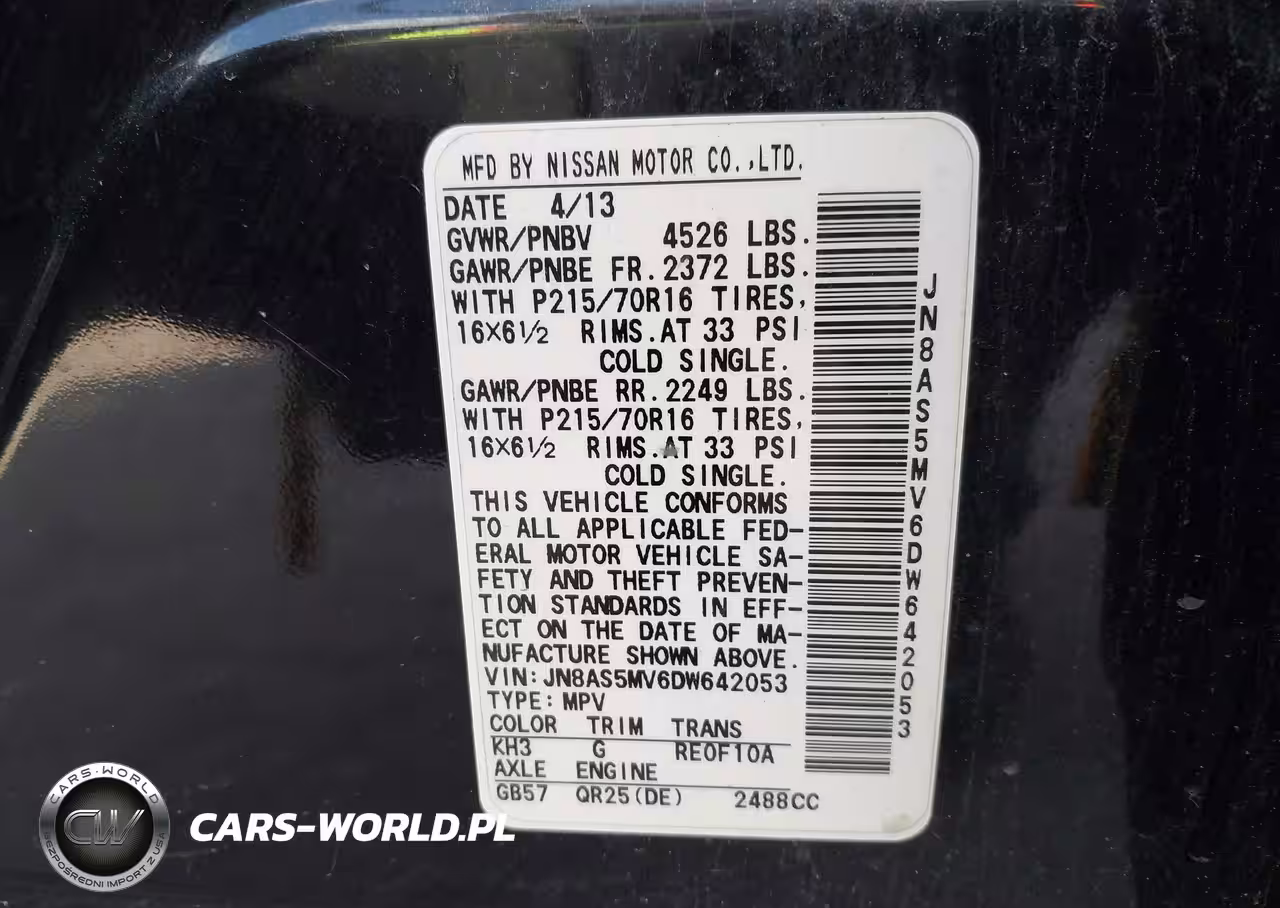 MFD BY NISSAN MOTOR CO.,LTD.
DATE 4/13
GVWR/PNBV 4526 LBS.
GAWR/PNBE FR. 2372 LBS.
WITH P215/70R16 TIRES,
16X6½ RIMS.AT 33 PSI
COLD SINGLE.
GAWR/PNBE RR. 2249 LBS.
WITH P215/70R16 TIRES,
16X6½ RIMS.AT 33 PSI
COLD SINGLE.
THIS VEHICLE CONFORMS
TO ALL APPLICABLE FED-
ERAL MOTOR VEHICLE SA-
FETY AND THEFT PREVEN-
TION STANDARDS IN EFF-
ECT ON THE DATE OF MA-
NUFACTURE SHOWN ABOVE.
VIN:JN8AS5MV6DW642053
TYPE:MPV
COLOR TRIM TRANS
KH3 G RE0F10A
AXLE ENGINE
GB57 QR25(DE) 2488CC
JN8AS5MV6DW642053
CARS-WORLD
CW
BEZPOŚREDNI IMPORT Z USA
CARS-WORLD.PL